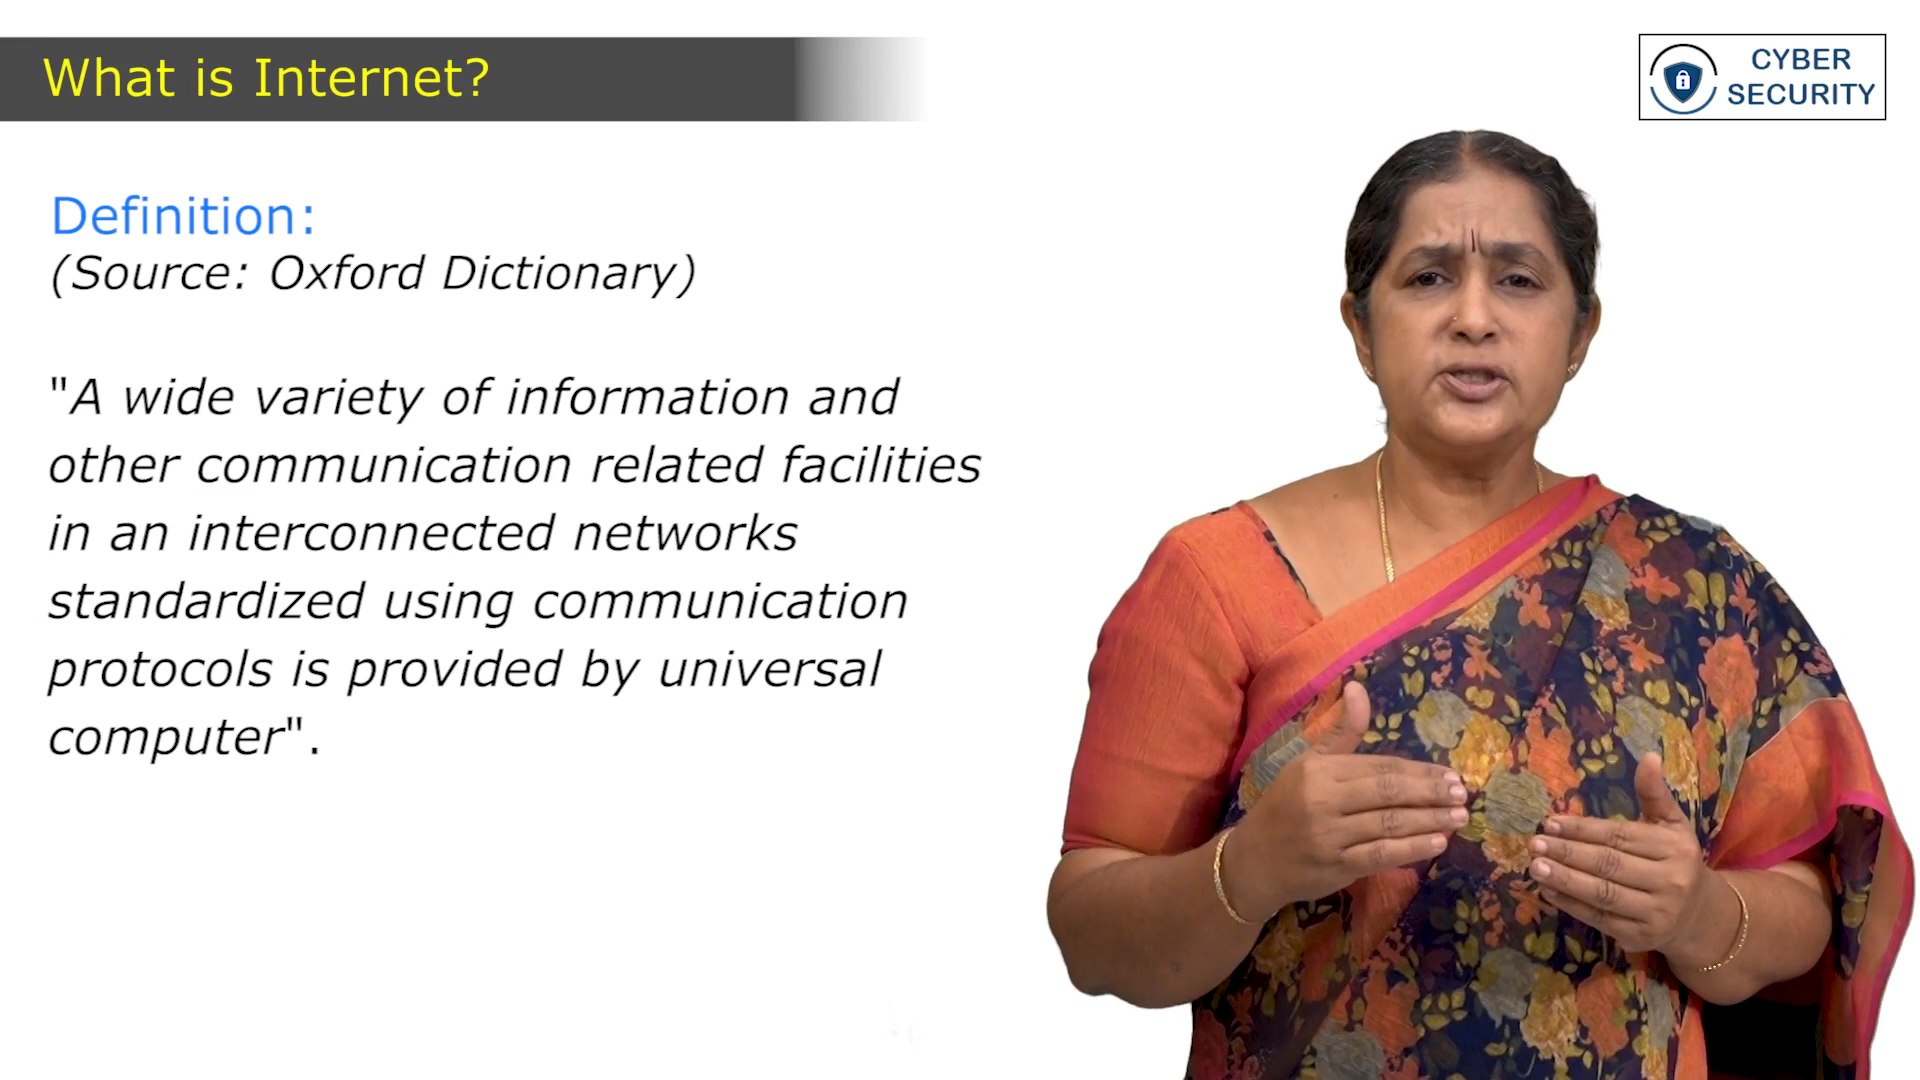 What is Internet?
CYBER
SECURITY
Definition:
(Source: Oxford Dictionary)
"A wide variety of information and
other communication related facilities
in an interconnected networks
standardized using communication
protocols is provided by universal
computer".